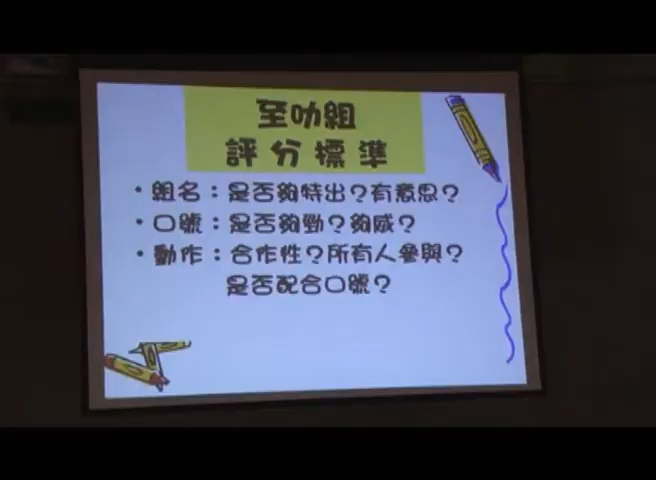 至叻組
評分標準
・組名：是否夠特出？有意思？
・口號：是否夠勁？夠威？
・動作：合作性？所有人參與？
是否配合口號？